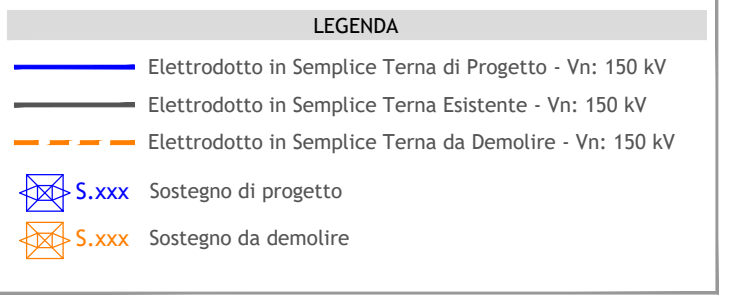 LEGENDA
Elettrodotto in Semplice Terna di Progetto - Vn: 150 kV
Elettrodotto in Semplice Terna Esistente - Vn: 150 kV
Elettrodotto in Semplice Terna da Demolire - Vn: 150 kV
S.xxx Sostegno di progetto
S.xxx Sostegno da demolire